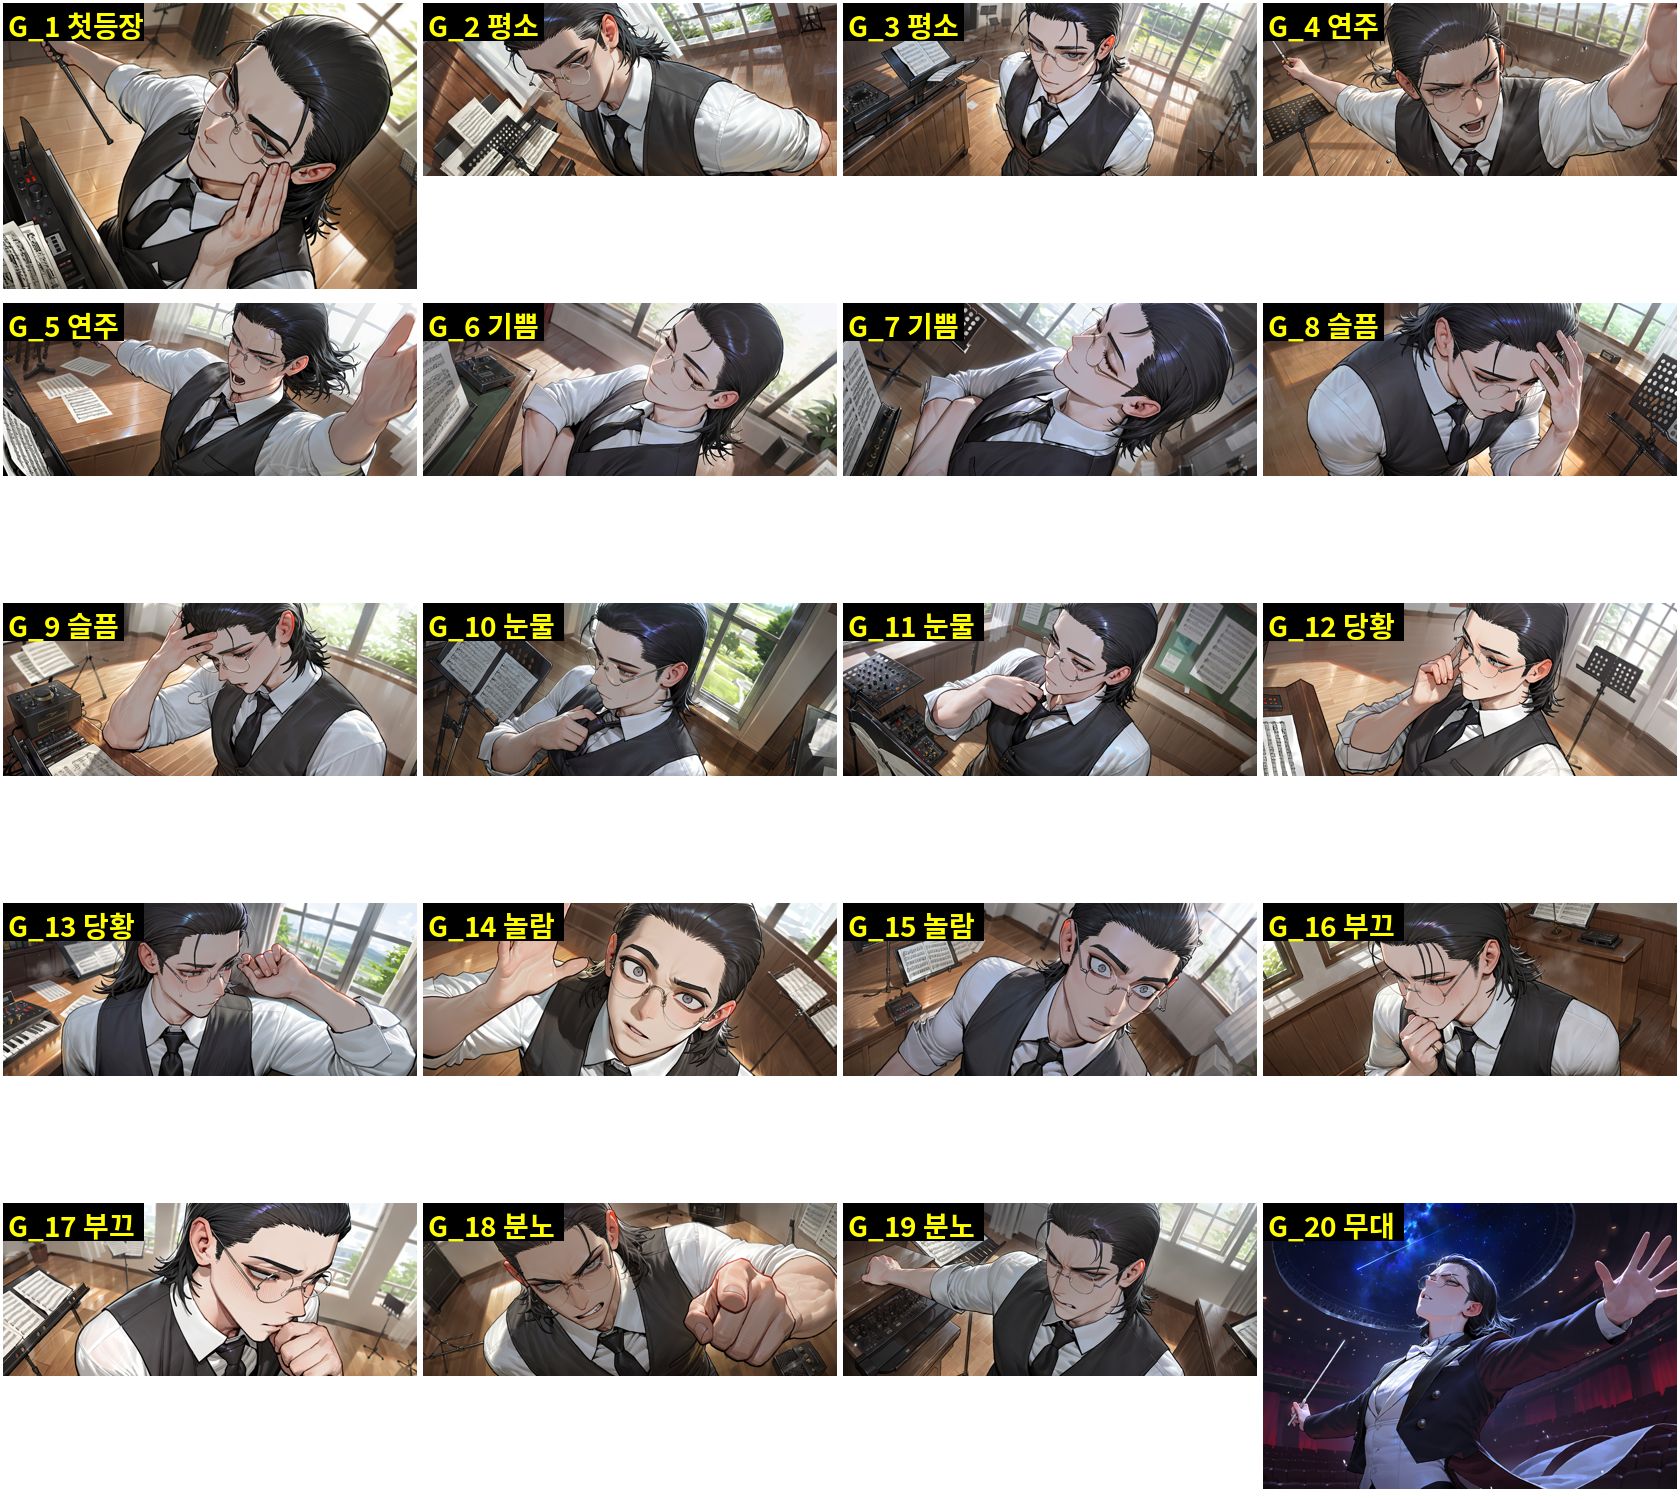 G_1 첫등장
G_2 평소
G_3 평소
G_4 연주
G_5 연주
G_6 기쁨
G_7 기쁨
G_8 슬픔
G_9 슬픔
G_10 눈물
G_11 눈물
G_12 당황
G_13 당황
G_14 놀람
G_15 놀람
G_16 부끄
G_17 부끄
G_18 분노
G_19 분노
G_20 무대